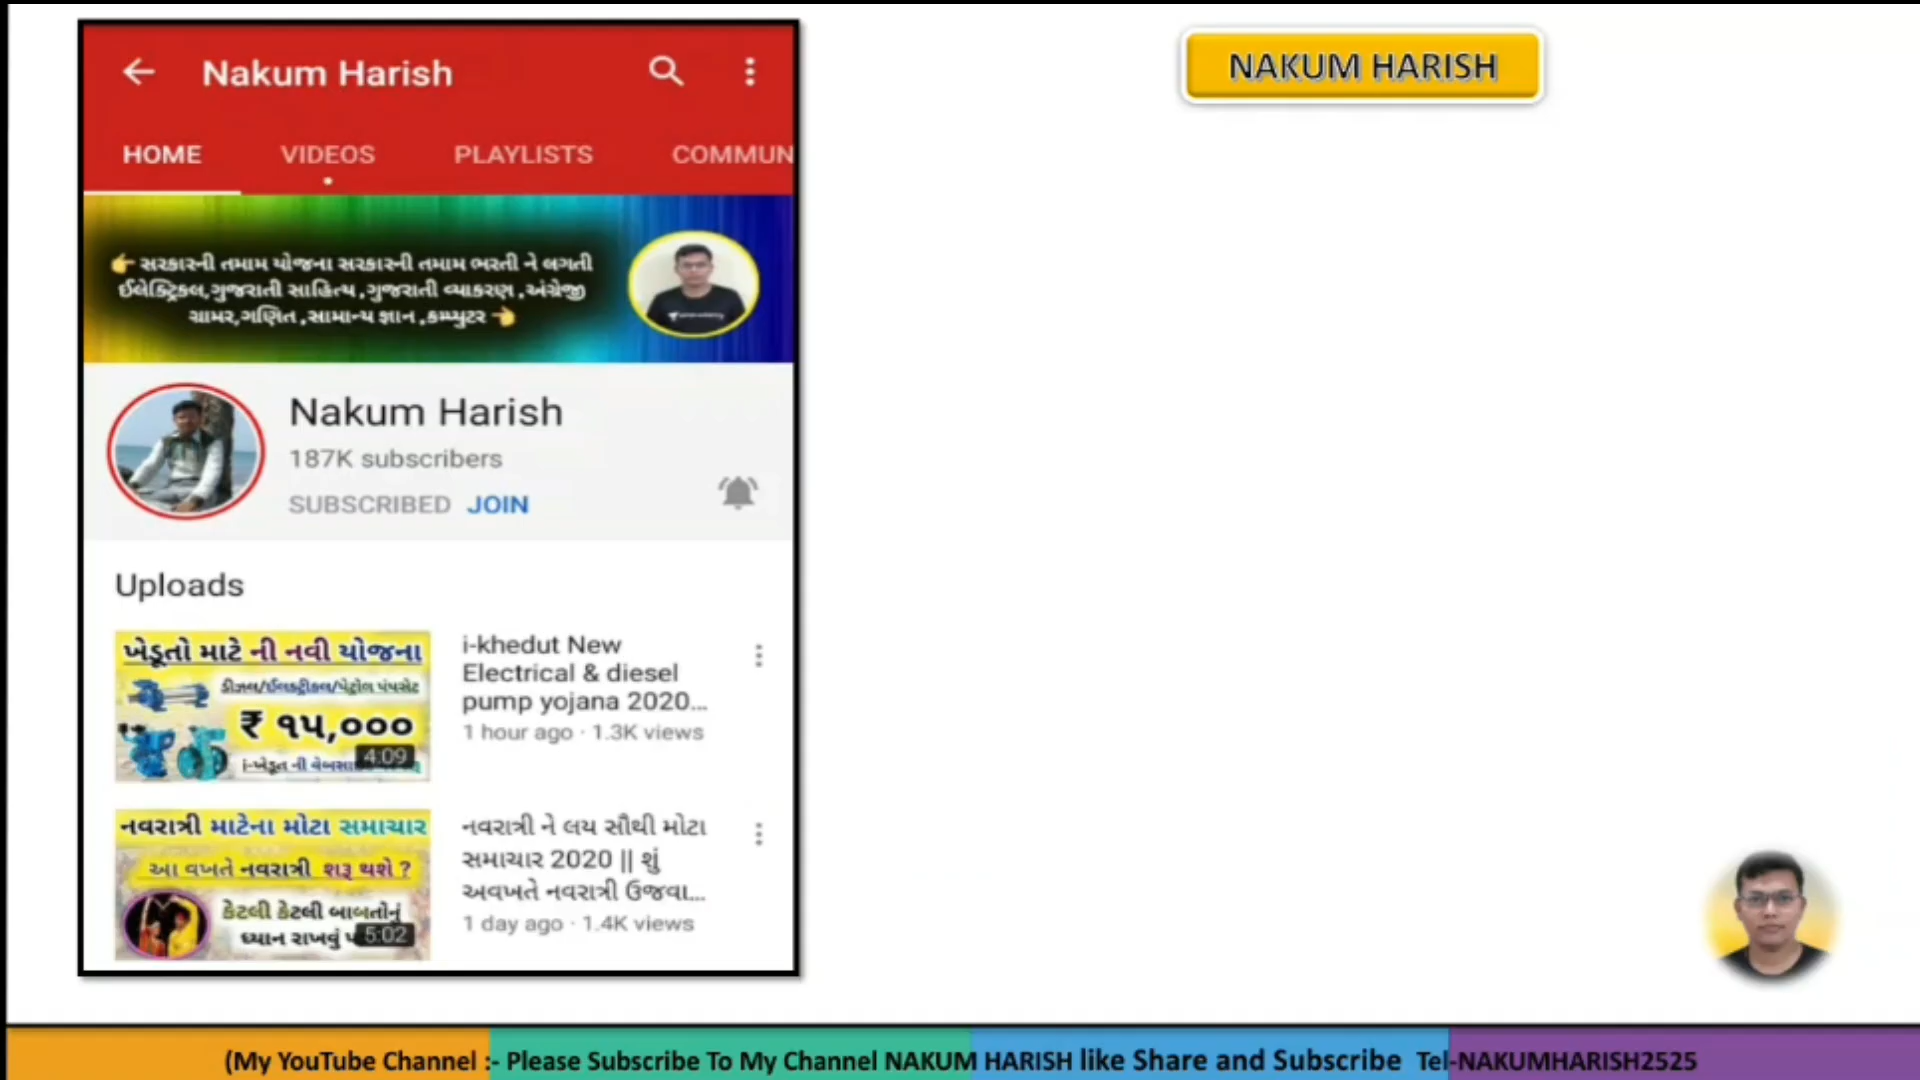 Nakum Harish
HOME VIDEOS PLAYLISTS COMMUN
👉 સરકારની તમામ યોજના સરકારની તમામ ભરતી ને લગતી
ઈલેક્ટ્રિકલ,ગુજરાતી સાહિત્ય ,ગુજરાતી વ્યાકરણ ,અંગ્રેજી
ગ્રામર,ગણિત ,સામાન્ય જ્ઞાન ,કમ્પ્યુટર 👈
Nakum Harish
187K subscribers
SUBSCRIBED JOIN
Uploads
ખેડૂતો માટે ની નવી યોજના
ડીઝલ/ઈલેક્ટ્રીકલ/પેટ્રોલ પંપસેટ
₹ ૧૫,૦૦૦
i-ખેડૂત ની
4:09
i-khedut New
Electrical & diesel
pump yojana 2020...
1 hour ago · 1.3K views
નવરાત્રી માટેના મોટા સમાચાર
આ વખતે નવરાત્રી શરૂ થશે ?
કેટલી કેટલી બાબતોનું
ધ્યાન રાખવું
5:02
નવરાત્રી ને લય સૌથી મોટા
સમાચાર 2020 || શું
અવખતે નવરાત્રી ઉજવા...
1 day ago · 1.4K views
NAKUM HARISH
(My YouTube Channel :- Please Subscribe To My Channel NAKUM HARISH like Share and Subscribe Tel-NAKUMHARISH2525